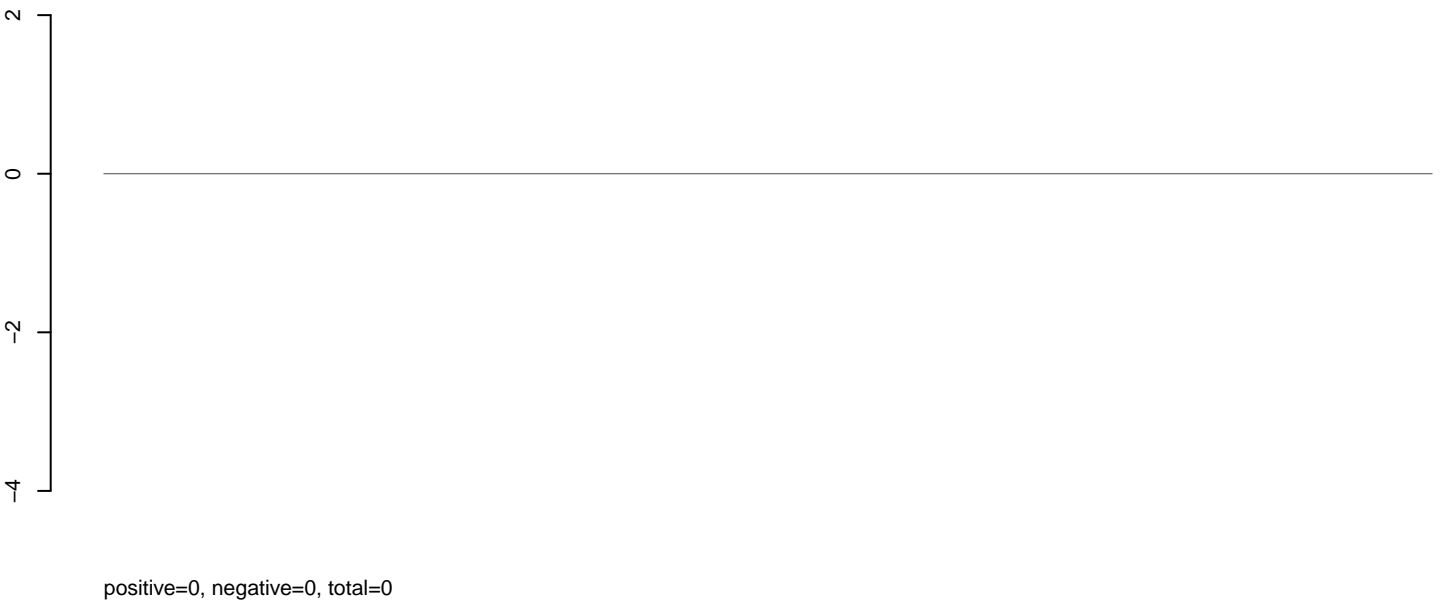 2
0
−2
−4
positive=0, negative=0, total=0